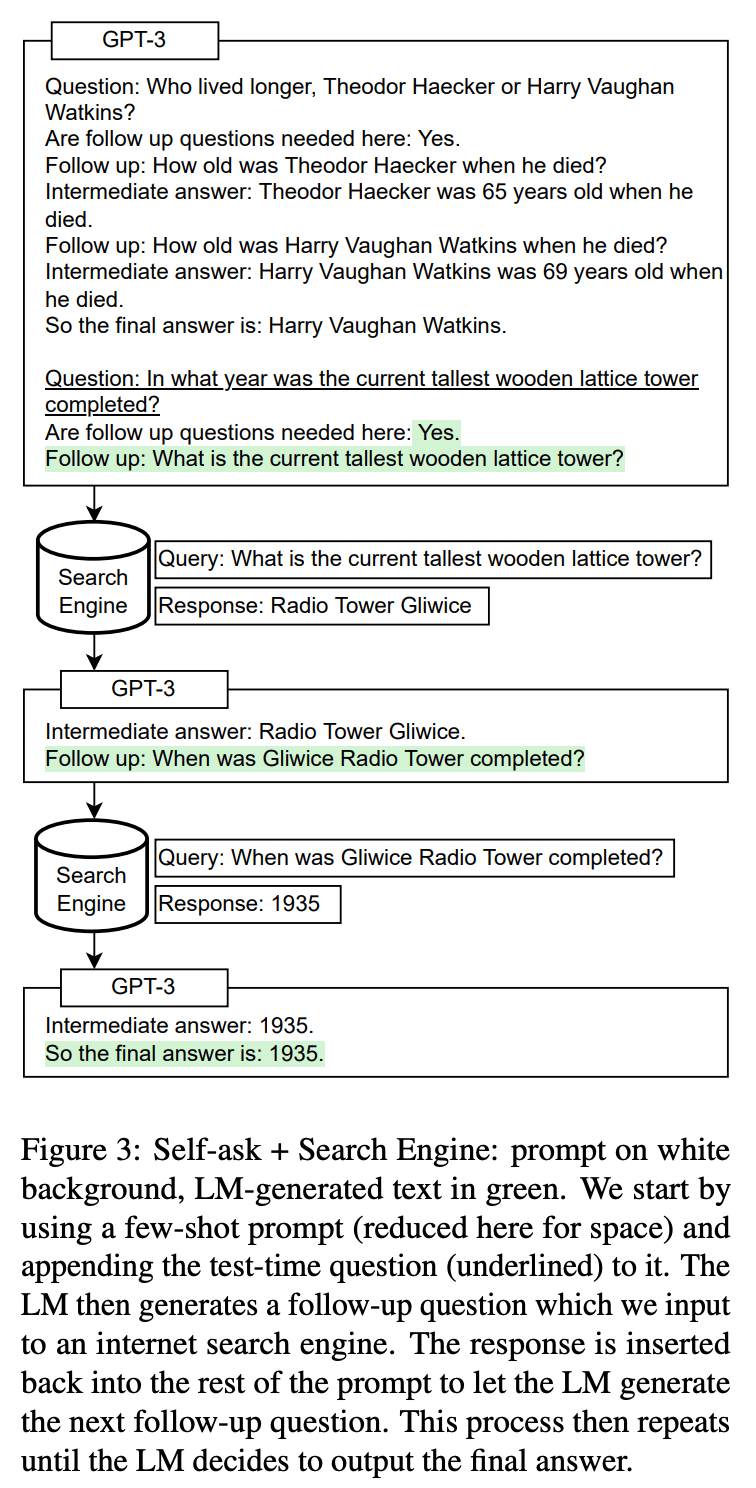 GPT-3
Question: Who lived longer, Theodor Haecker or Harry Vaughan
Watkins?
Are follow up questions needed here: Yes.
Follow up: How old was Theodor Haecker when he died?
Intermediate answer: Theodor Haecker was 65 years old when he
died.
Follow up: How old was Harry Vaughan Watkins when he died?
Intermediate answer: Harry Vaughan Watkins was 69 years old when
he died.
So the final answer is: Harry Vaughan Watkins.
Question: In what year was the current tallest wooden lattice tower
completed?
Are follow up questions needed here: Yes.
Follow up: What is the current tallest wooden lattice tower?
Search
Engine
Query: What is the current tallest wooden lattice tower?
Response: Radio Tower Gliwice
GPT-3
Intermediate answer: Radio Tower Gliwice.
Follow up: When was Gliwice Radio Tower completed?
Search
Engine
Query: When was Gliwice Radio Tower completed?
Response: 1935
GPT-3
Intermediate answer: 1935.
So the final answer is: 1935.
Figure 3: Self-ask + Search Engine: prompt on white
background, LM-generated text in green. We start by
using a few-shot prompt (reduced here for space) and
appending the test-time question (underlined) to it. The
LM then generates a follow-up question which we input
to an internet search engine. The response is inserted
back into the rest of the prompt to let the LM generate
the next follow-up question. This process then repeats
until the LM decides to output the final answer.